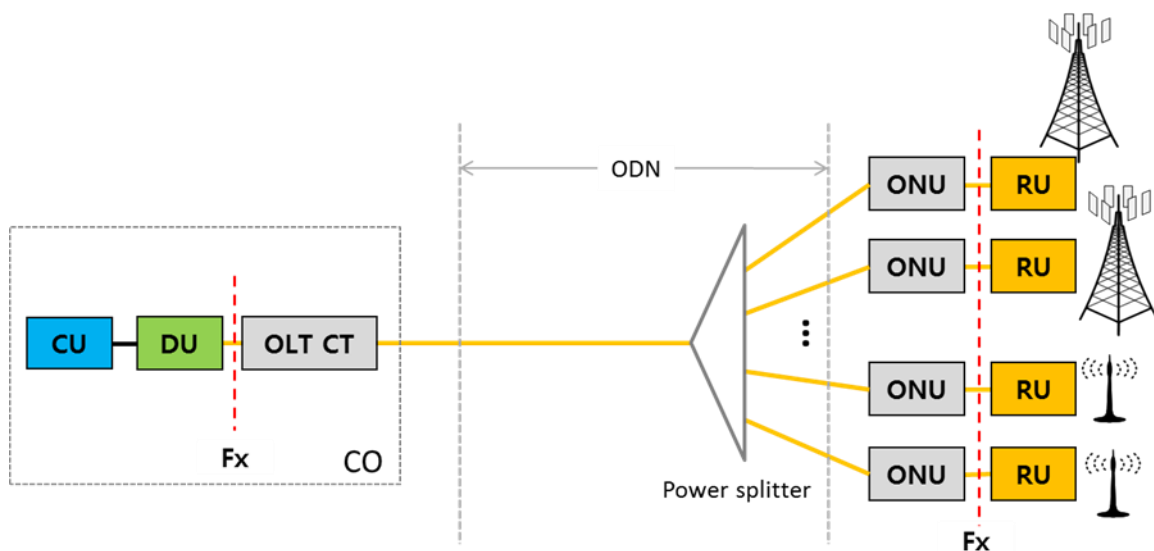 ODN
ONU
RU
ONU
RU
CU
DU
OLT CT
...
ONU
RU
Fx
CO
ONU
RU
Power splitter
Fx